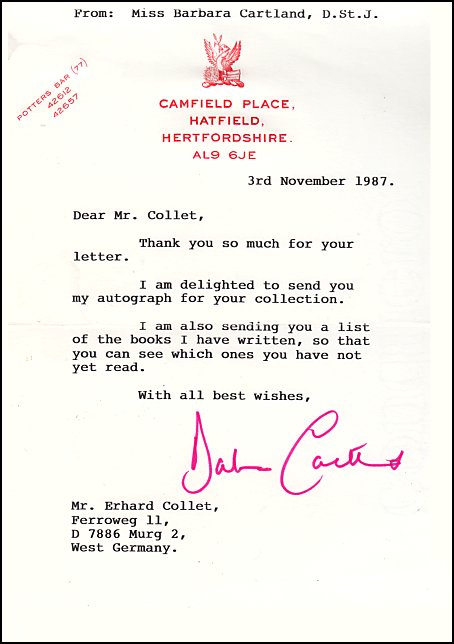 From: Miss Barbara Cartland, D.St.J.
POTTERS BAR (77)
42612
42657
CAMFIELD PLACE,
HATFIELD,
HERTFORDSHIRE.
AL9 6JE
3rd November 1987.
Dear Mr. Collet,
Thank you so much for your
letter.
I am delighted to send you
my autograph for your collection.
I am also sending you a list
of the books I have written, so that
you can see which ones you have not
yet read.
With all best wishes,
Barbara Cartland
Mr. Erhard Collet,
Ferroweg 11,
D 7886 Murg 2,
West Germany.